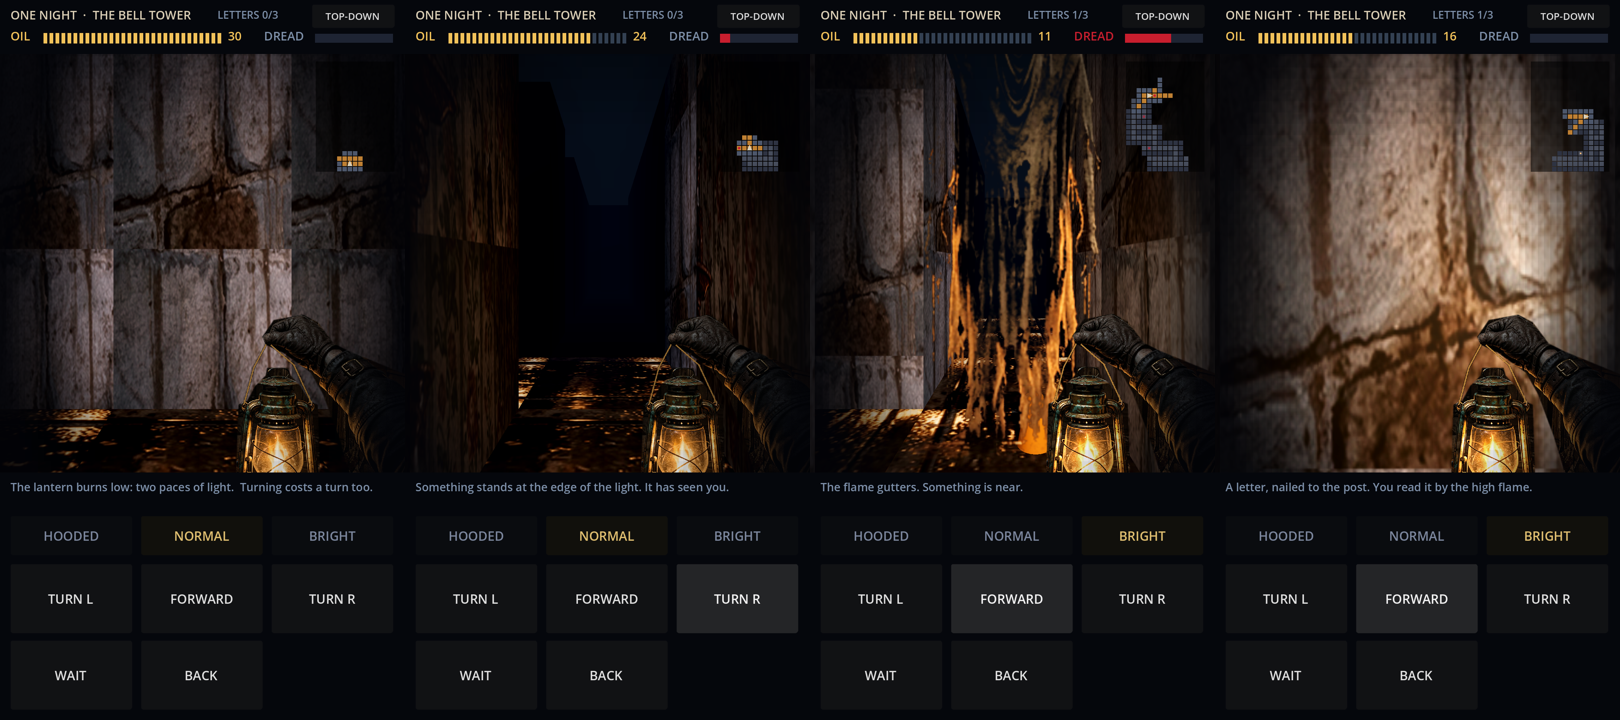 ONE NIGHT · THE BELL TOWER LETTERS 0/3 TOP-DOWN
OIL 30 DREAD
The lantern burns low: two paces of light.  Turning costs a turn too.
HOODED NORMAL BRIGHT
TURN L FORWARD TURN R
WAIT BACK
ONE NIGHT · THE BELL TOWER LETTERS 0/3 TOP-DOWN
OIL 24 DREAD
Something stands at the edge of the light. It has seen you.
HOODED NORMAL BRIGHT
TURN L FORWARD TURN R
WAIT BACK
ONE NIGHT · THE BELL TOWER LETTERS 1/3 TOP-DOWN
OIL 11 DREAD
The flame gutters. Something is near.
HOODED NORMAL BRIGHT
TURN L FORWARD TURN R
WAIT BACK
ONE NIGHT · THE BELL TOWER LETTERS 1/3 TOP-DOWN
OIL 16 DREAD
A letter, nailed to the post. You read it by the high flame.
HOODED NORMAL BRIGHT
TURN L FORWARD TURN R
WAIT BACK